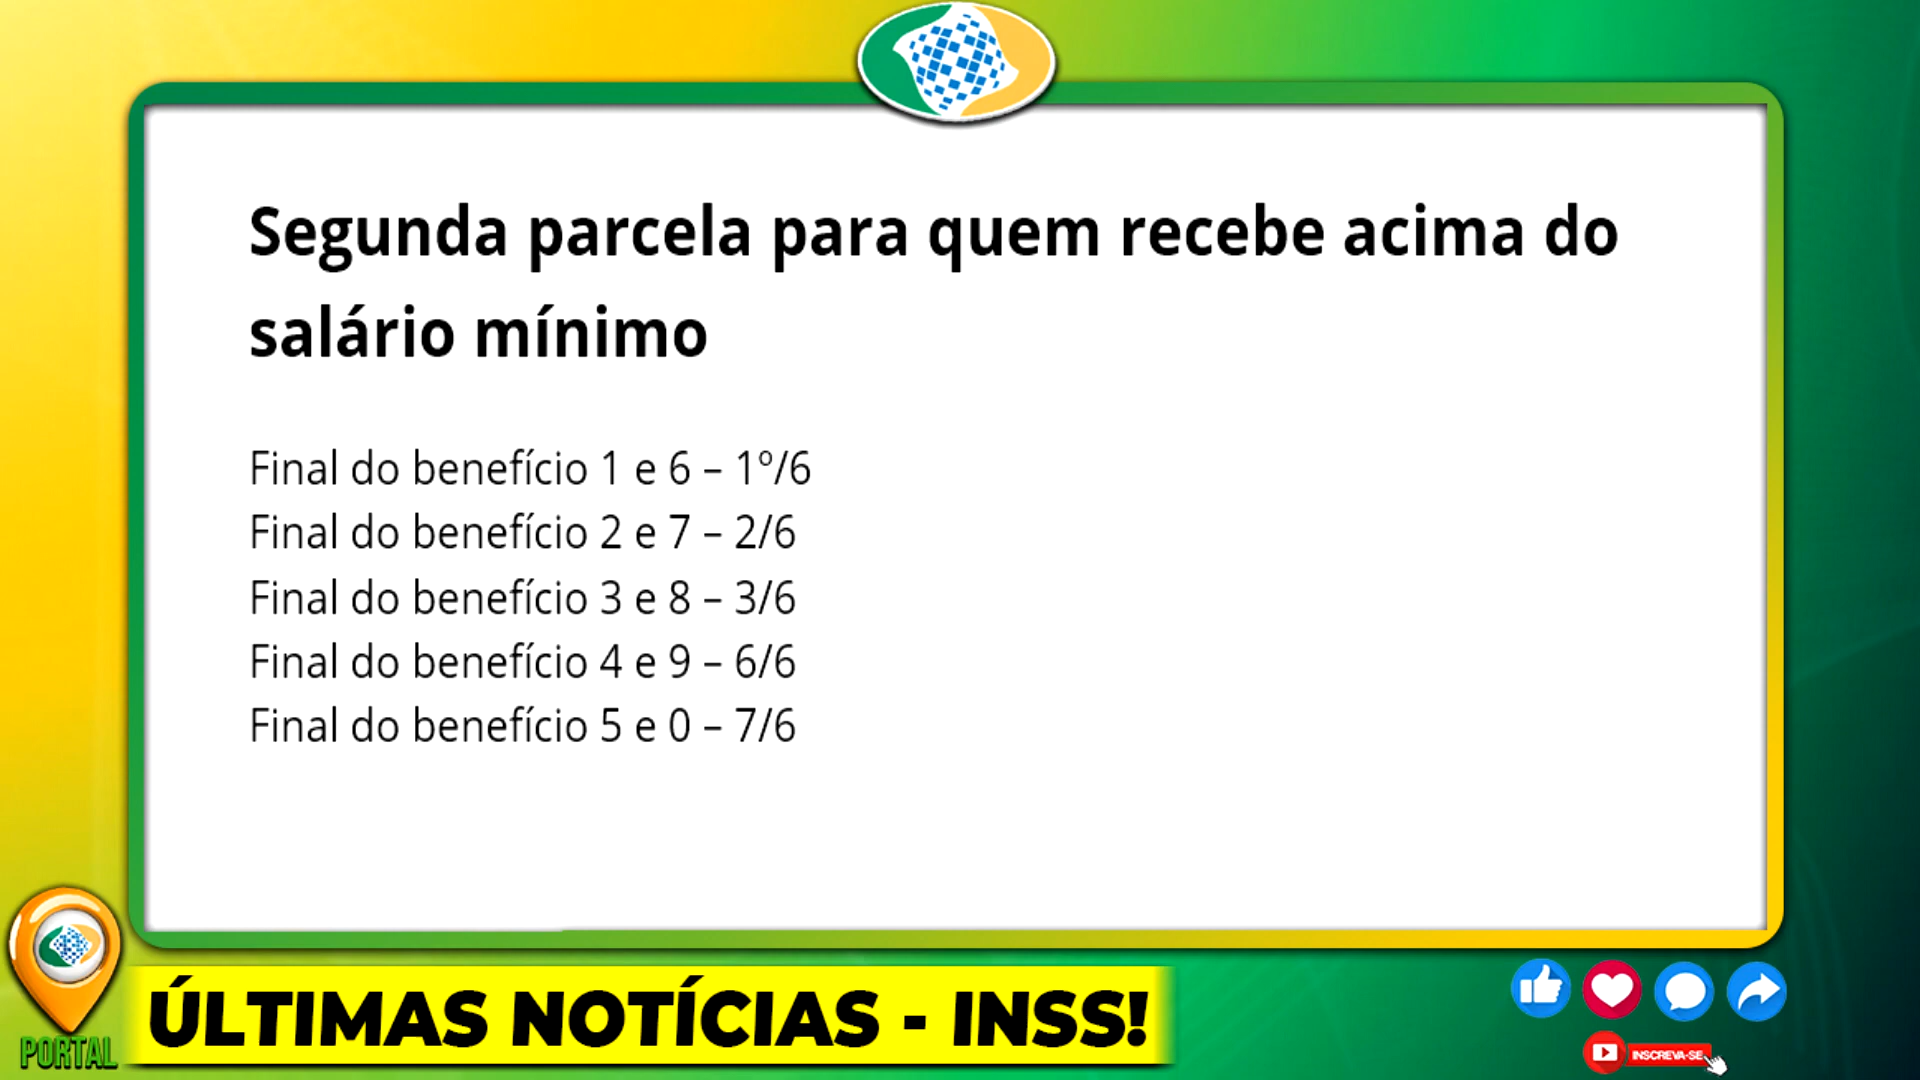 Segunda parcela para quem recebe acima do
salário mínimo
Final do benefício 1 e 6 – 1º/6
Final do benefício 2 e 7 – 2/6
Final do benefício 3 e 8 – 3/6
Final do benefício 4 e 9 – 6/6
Final do benefício 5 e 0 – 7/6
PORTAL
ÚLTIMAS NOTÍCIAS - INSS!
INSCREVA-SE